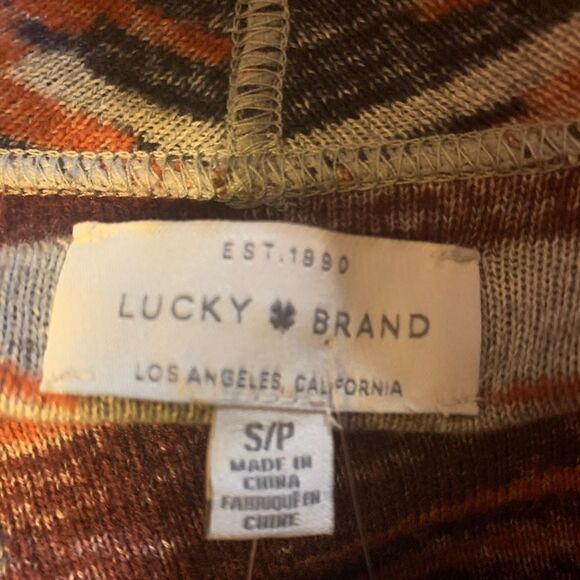 EST.1990
LUCKY BRAND
LOS ANGELES, CALIFORNIA
S/P
MADE IN
CHINA
FABRIQUÉ EN
CHINE